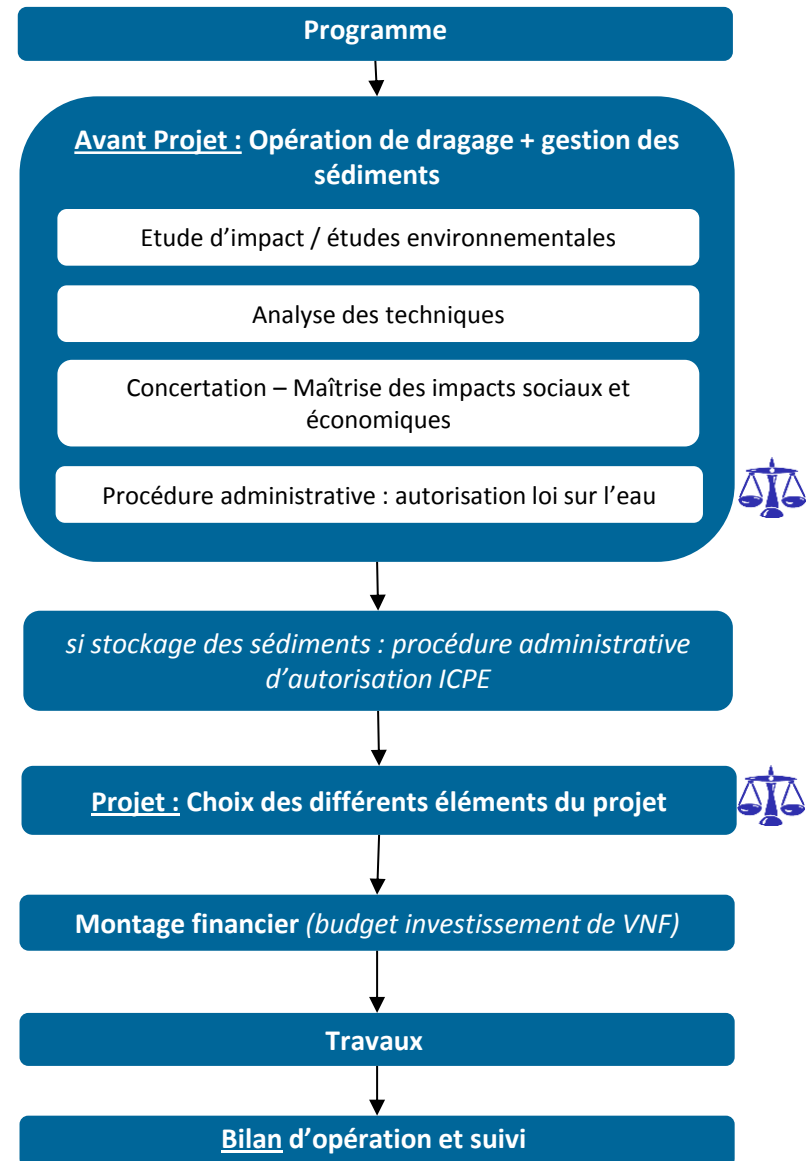 Programme
Avant Projet : Opération de dragage + gestion des
sédiments
Etude d’impact / études environnementales
Analyse des techniques
Concertation – Maîtrise des impacts sociaux et
économiques
Procédure administrative : autorisation loi sur l’eau
si stockage des sédiments : procédure administrative
d’autorisation ICPE
Projet : Choix des différents éléments du projet
Montage financier (budget investissement de VNF)
Travaux
Bilan d’opération et suivi